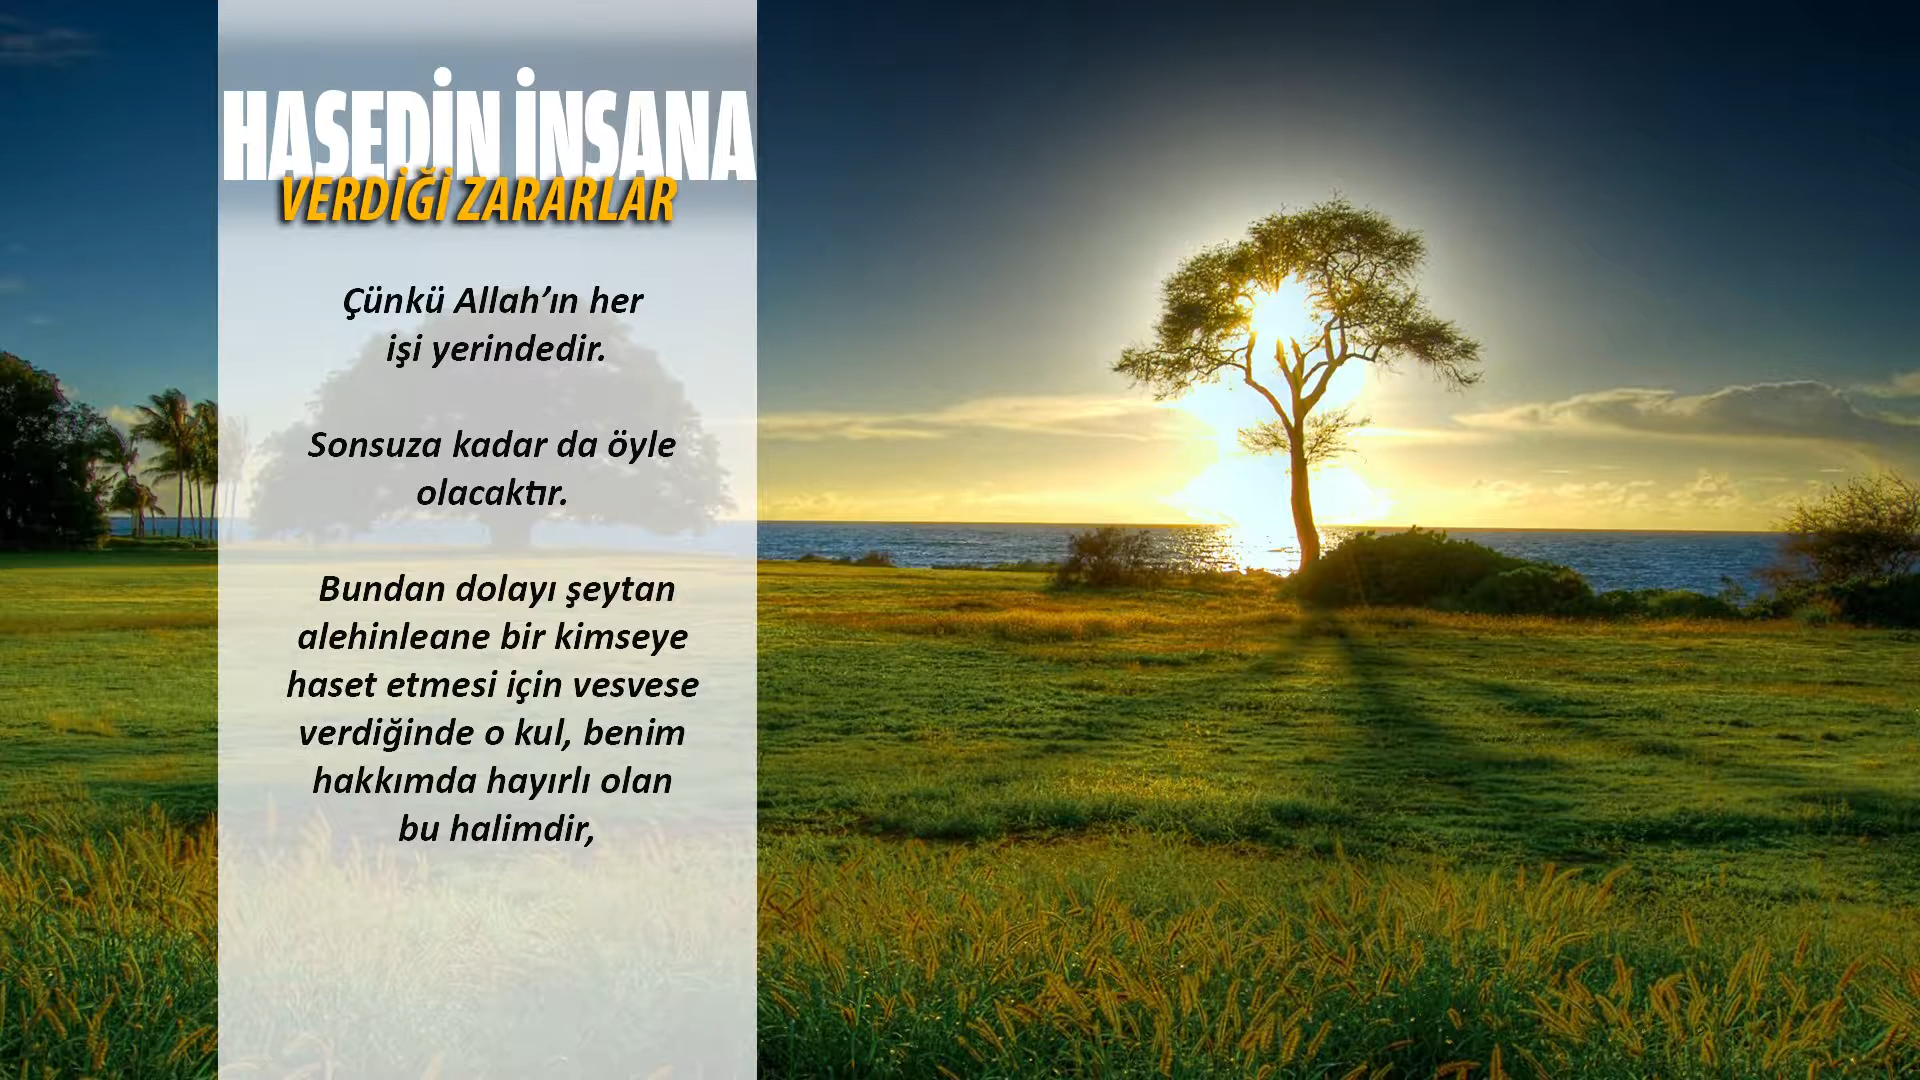 HASEDİN İNSANA
VERDİĞİ ZARARLAR
Çünkü Allah’ın her
işi yerindedir.
Sonsuza kadar da öyle
olacaktır.
Bundan dolayı şeytan
alehinleane bir kimseye
haset etmesi için vesvese
verdiğinde o kul, benim
hakkımda hayırlı olan
bu halimdir,